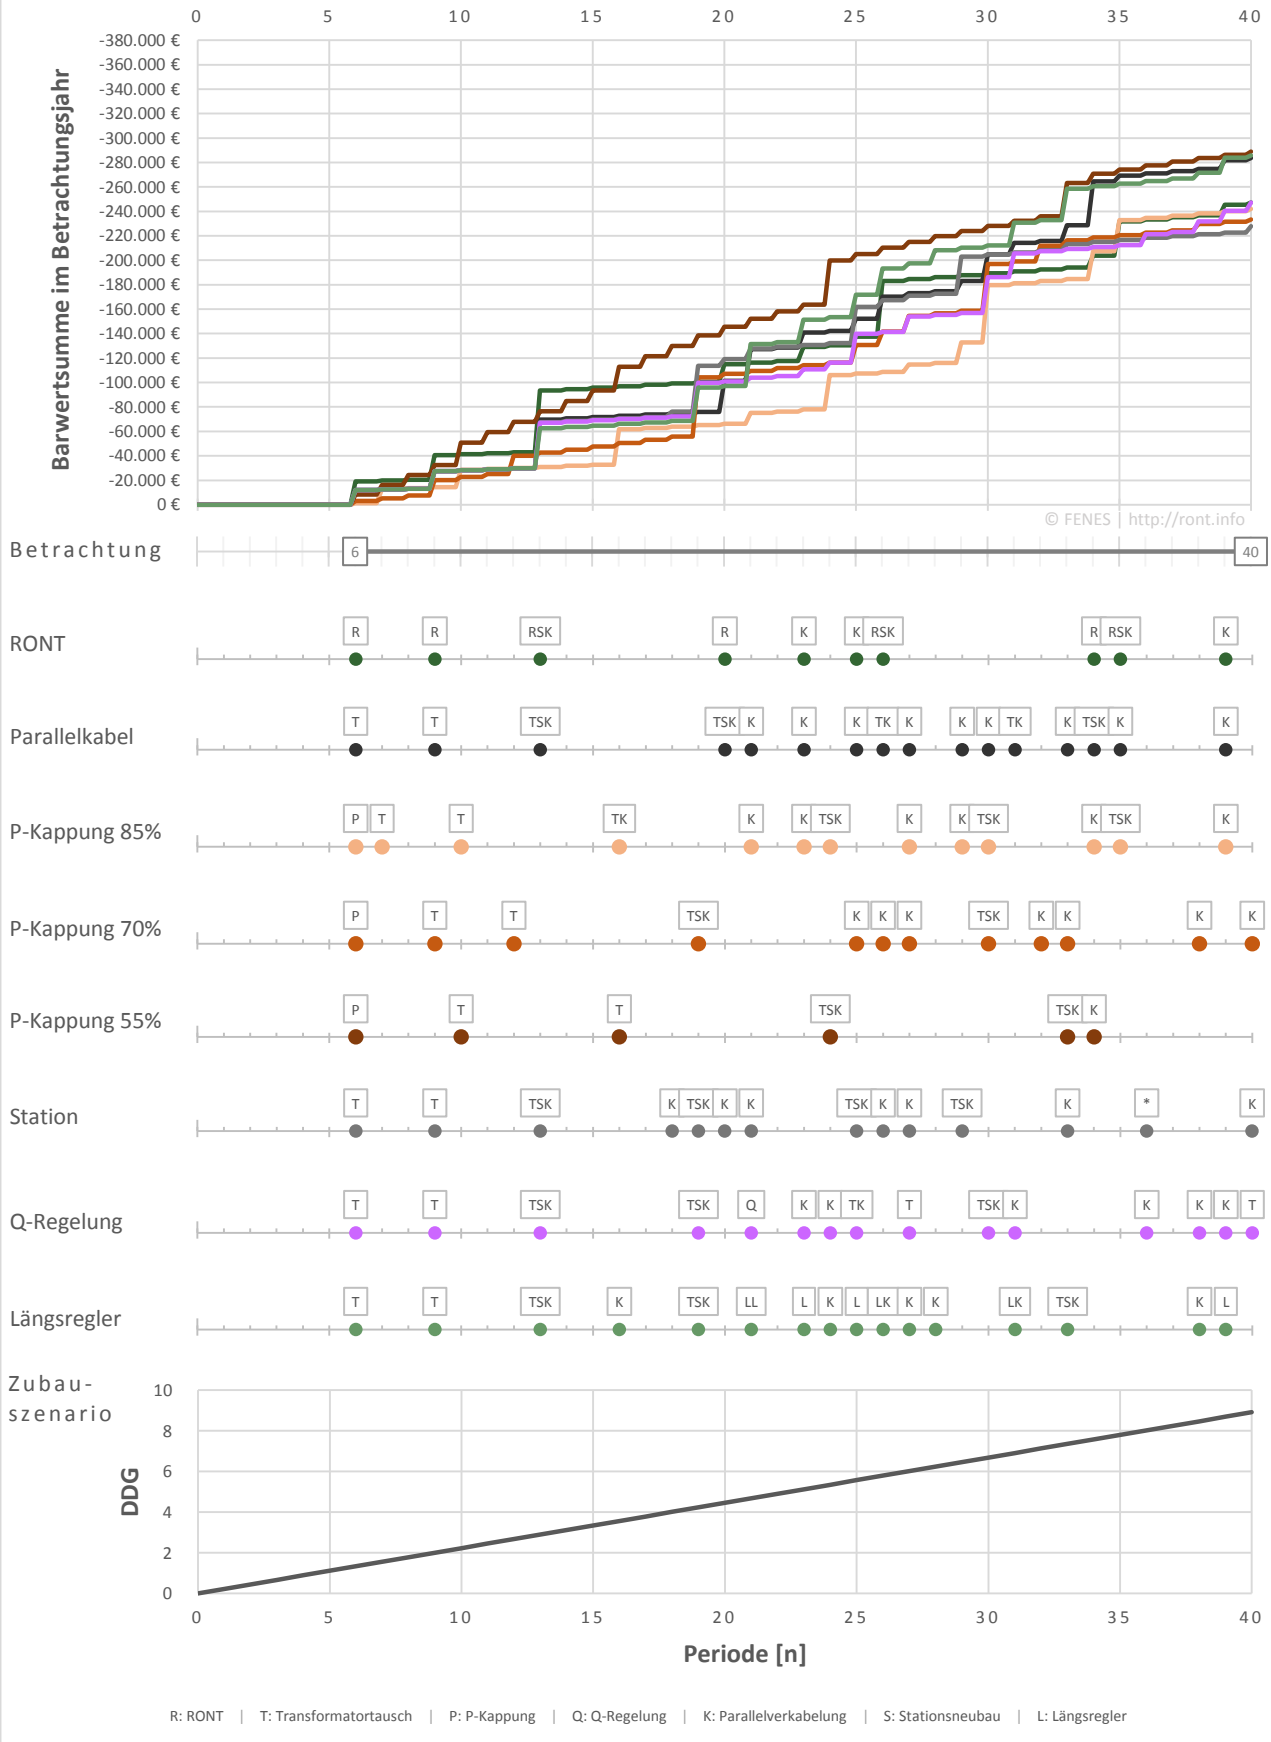 0 5 10 15 20 25 30 35 40
Barwertsumme im Betrachtungsjahr
-380.000 €
-360.000 €
-340.000 €
-320.000 €
-300.000 €
-280.000 €
-260.000 €
-240.000 €
-220.000 €
-200.000 €
-180.000 €
-160.000 €
-140.000 €
-120.000 €
-100.000 €
-80.000 €
-60.000 €
-40.000 €
-20.000 €
0 €
© FENES | http://ront.info
Betrachtung 6 40
RONT R R RSK R K K RSK R RSK K
Parallelkabel T T TSK TSK K K K TK K K K TK K TSK K K
P-Kappung 85% P T T TK K K TSK K K TSK K TSK K
P-Kappung 70% P T T TSK K K K TSK K K K K
P-Kappung 55% P T T TSK TSK K
Station T T TSK K TSK K K TSK K K TSK K * K
Q-Regelung T T TSK TSK Q K K TK T TSK K K K K T
Längsregler T T TSK K TSK LL L K L LK K K LK TSK K L
Zubau-
szenario
DDG
10
8
6
4
2
0
0 5 10 15 20 25 30 35 40
Periode [n]
R: RONT | T: Transformatortausch | P: P-Kappung | Q: Q-Regelung | K: Parallelverkabelung | S: Stationsneubau | L: Längsregler